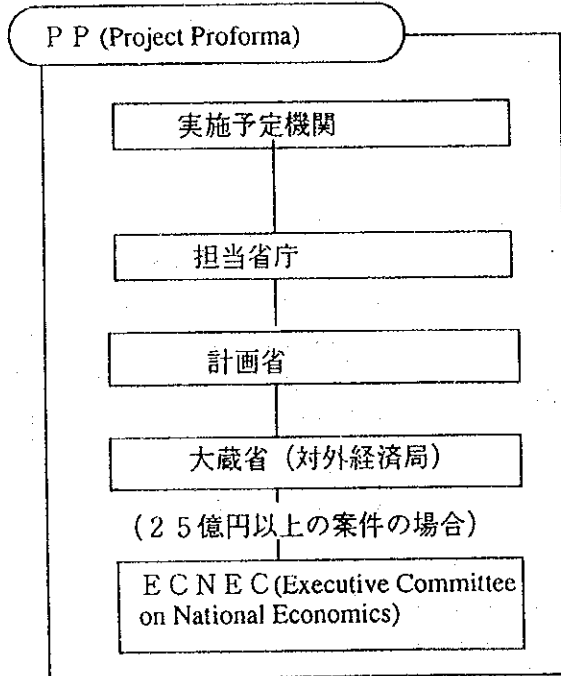 ＰＰ(Project Proforma)
実施予定機関
担当省庁
計画省
大蔵省（対外経済局）
(２５億円以上の案件の場合)
ＥＣＮＥＣ(Executive Committee
on National Economics)